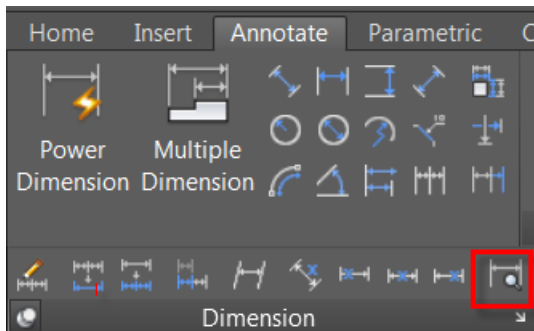 Home Insert Annotate Parametric
Power Dimension
Multiple Dimension
Dimension